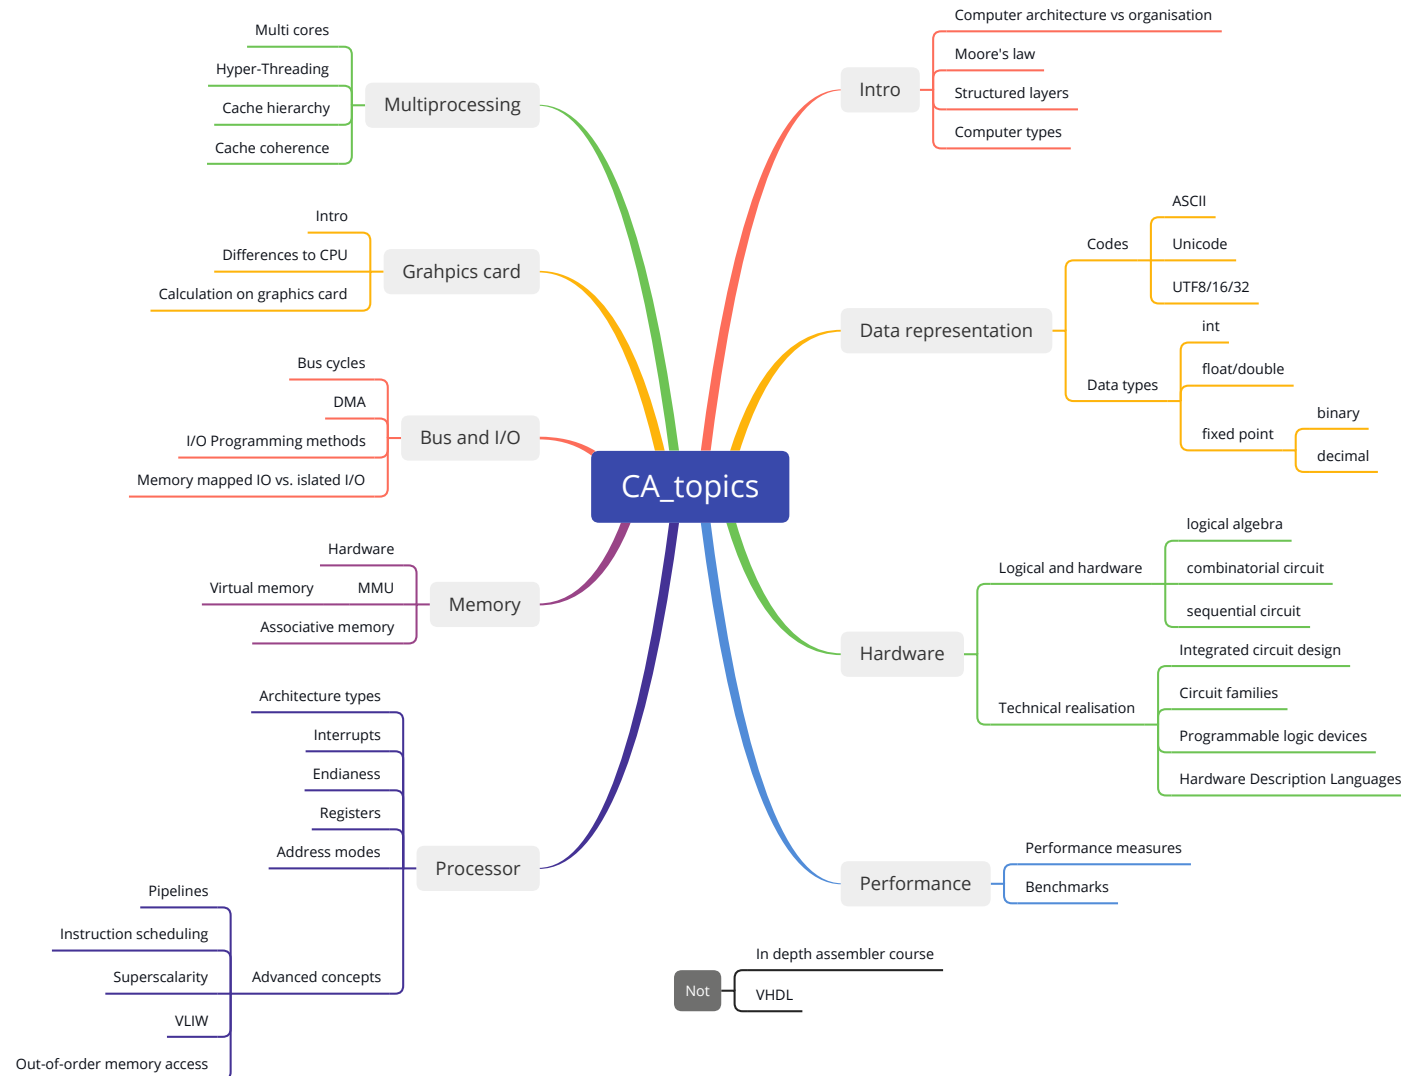 CA_topics
Intro
Computer architecture vs organisation
Moore's law
Structured layers
Computer types
Data representation
Codes
ASCII
Unicode
UTF8/16/32
Data types
int
float/double
fixed point
binary
decimal
Hardware
Logical and hardware
logical algebra
combinatorial circuit
sequential circuit
Technical realisation
Integrated circuit design
Circuit families
Programmable logic devices
Hardware Description Languages
Performance
Performance measures
Benchmarks
Multiprocessing
Multi cores
Hyper-Threading
Cache hierarchy
Cache coherence
Grahpics card
Intro
Differences to CPU
Calculation on graphics card
Bus and I/O
Bus cycles
DMA
I/O Programming methods
Memory mapped IO vs. islated I/O
Memory
Hardware
MMU
Virtual memory
Associative memory
Processor
Architecture types
Interrupts
Endianess
Registers
Address modes
Advanced concepts
Pipelines
Instruction scheduling
Superscalarity
VLIW
Out-of-order memory access
Not
In depth assembler course
VHDL